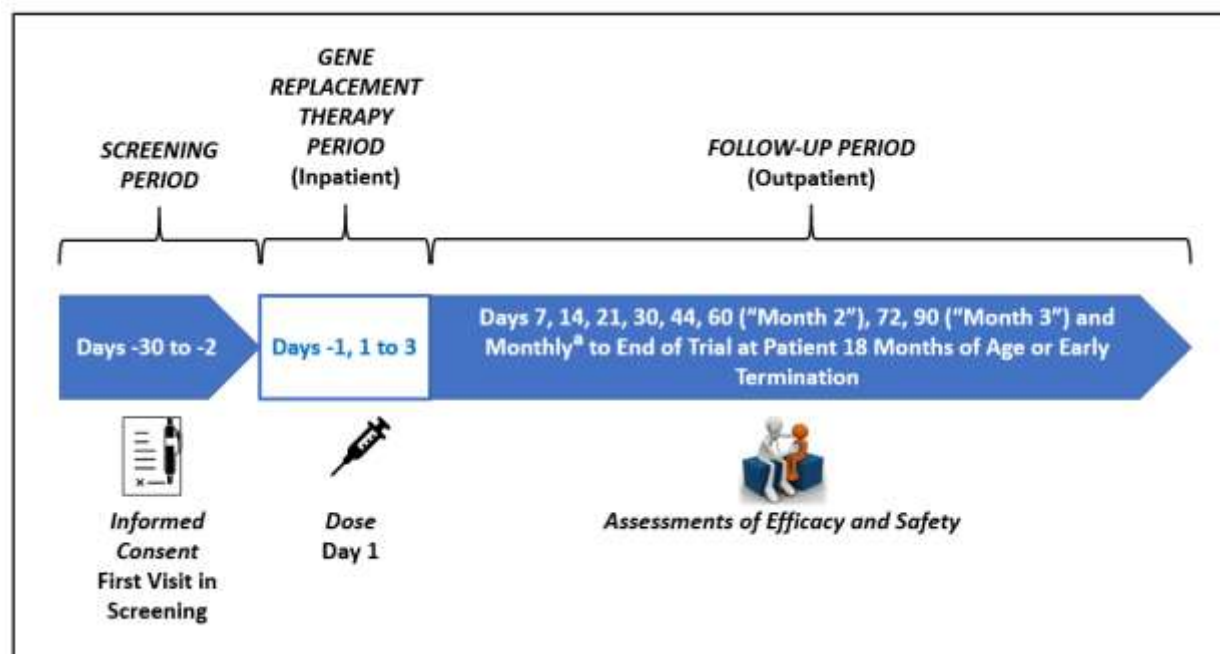 GENE
REPLACEMENT
THERAPY
PERIOD
(Inpatient)
SCREENING
PERIOD
FOLLOW-UP PERIOD
(Outpatient)
Days -30 to -2
Days -1, 1 to 3
Days 7, 14, 21, 30, 44, 60 (“Month 2”), 72, 90 (“Month 3”) and
Monthlyᵃ to End of Trial at Patient 18 Months of Age or Early
Termination
Informed
Consent
First Visit in
Screening
Dose
Day 1
Assessments of Efficacy and Safety